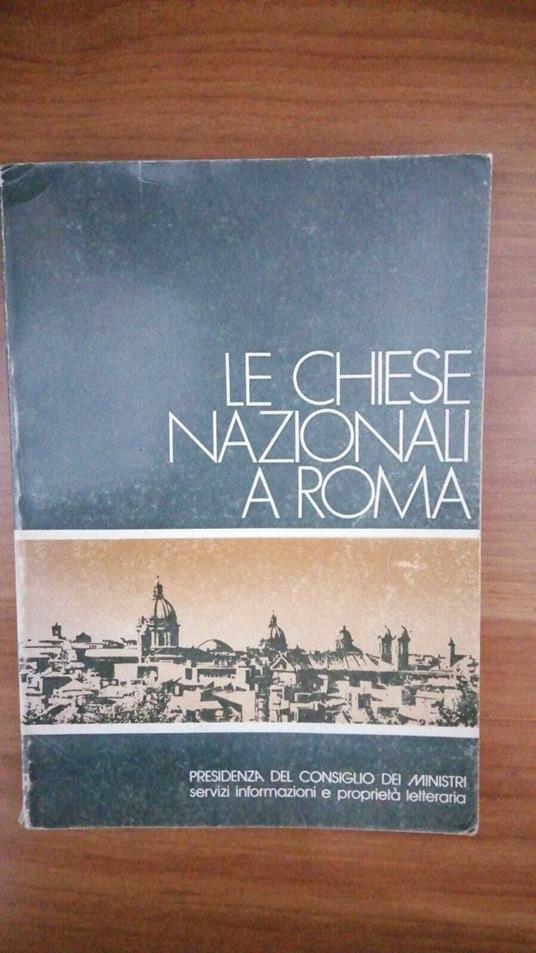 LE CHIESE
NAZIONALI
A ROMA
PRESIDENZA DEL CONSIGLIO DEI MINISTRI
servizi informazioni e proprietà letteraria